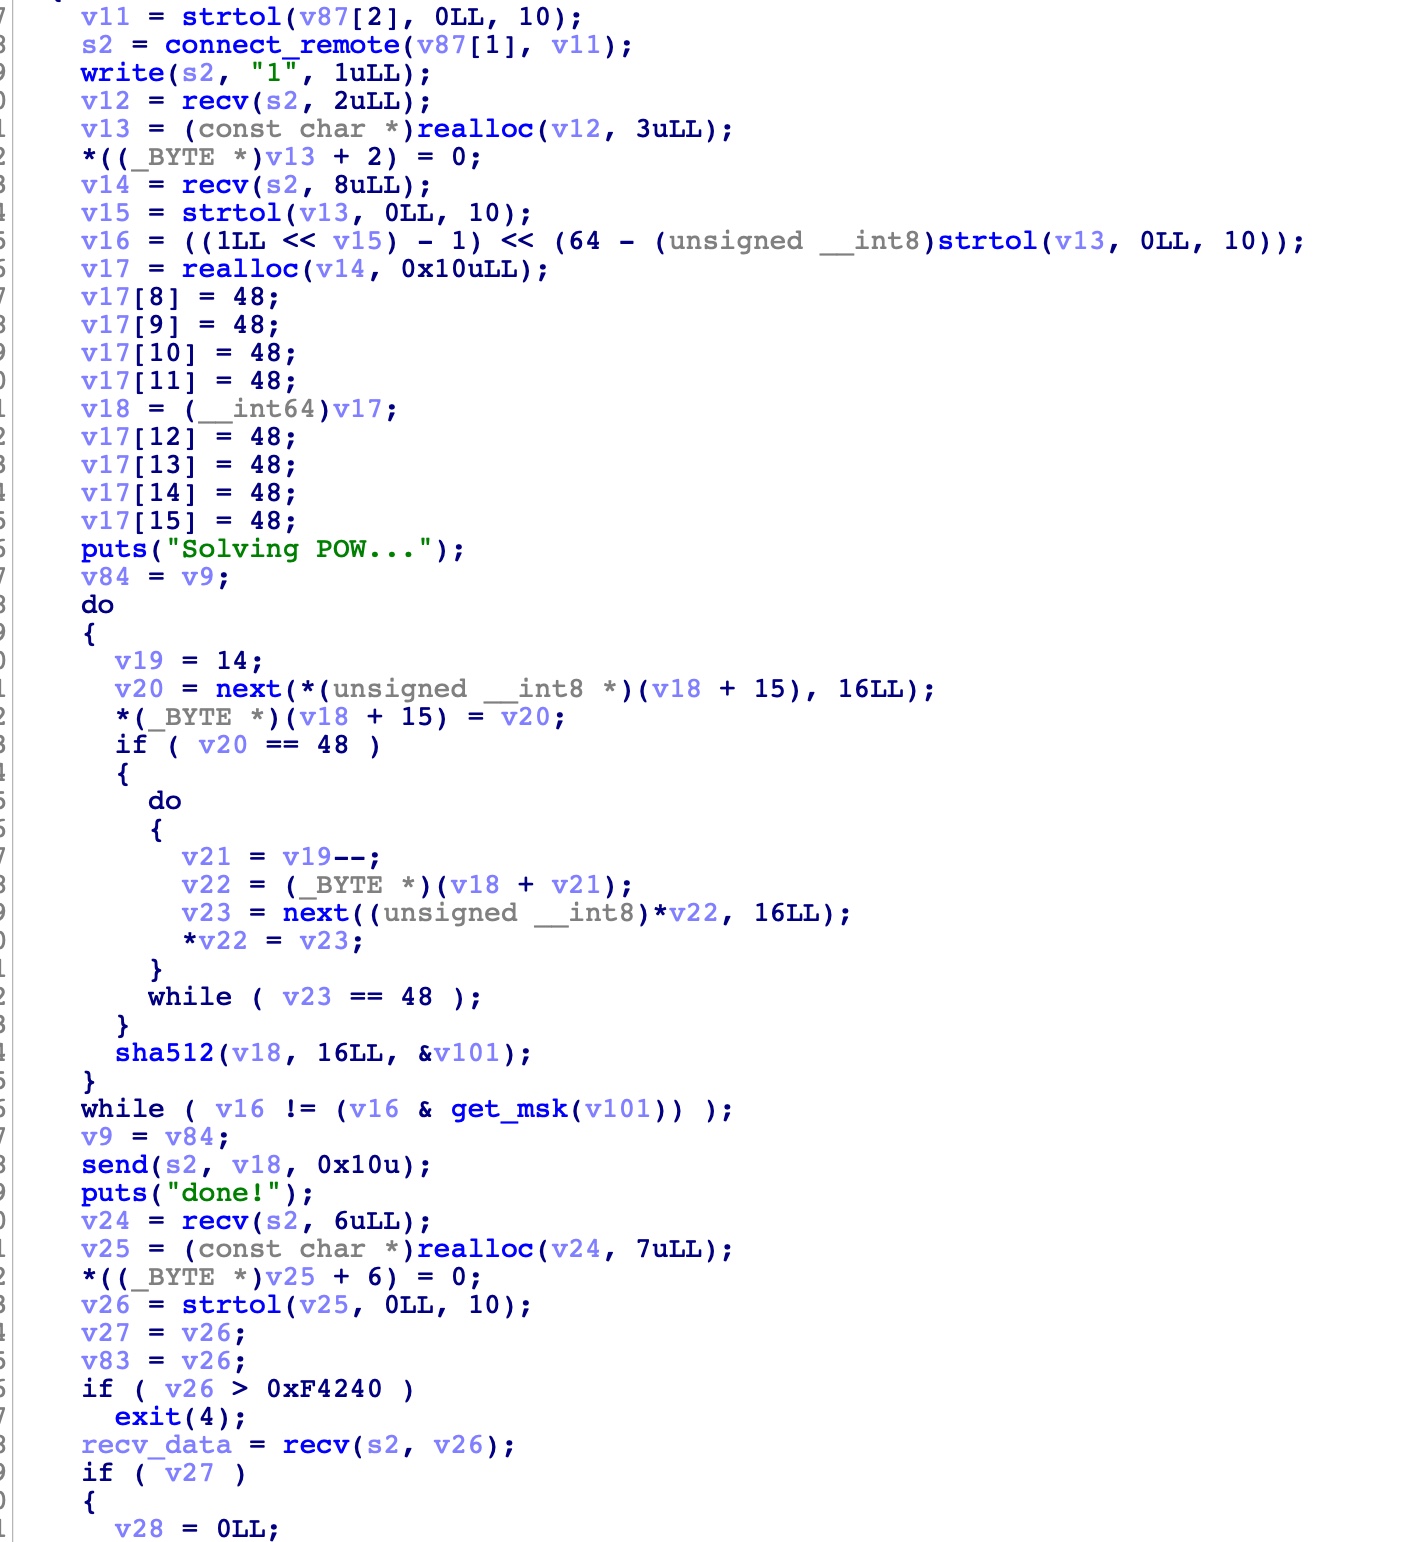 v11 = strtol(v87[2], 0LL, 10);
s2 = connect_remote(v87[1], v11);
write(s2, "1", 1uLL);
v12 = recv(s2, 2uLL);
v13 = (const char *)realloc(v12, 3uLL);
*((_BYTE *)v13 + 2) = 0;
v14 = recv(s2, 8uLL);
v15 = strtol(v13, 0LL, 10);
v16 = ((1LL << v15) - 1) << (64 - (unsigned __int8)strtol(v13, 0LL, 10));
v17 = realloc(v14, 0x10uLL);
v17[8] = 48;
v17[9] = 48;
v17[10] = 48;
v17[11] = 48;
v18 = (__int64)v17;
v17[12] = 48;
v17[13] = 48;
v17[14] = 48;
v17[15] = 48;
puts("Solving POW...");
v84 = v9;
do
{
v19 = 14;
v20 = next(*(unsigned __int8 *)(v18 + 15), 16LL);
*(_BYTE *)(v18 + 15) = v20;
if ( v20 == 48 )
{
do
{
v21 = v19--;
v22 = (_BYTE *)(v18 + v21);
v23 = next((unsigned __int8)*v22, 16LL);
*v22 = v23;
}
while ( v23 == 48 );
}
sha512(v18, 16LL, &v101);
}
while ( v16 != (v16 & get_msk(v101)) );
v9 = v84;
send(s2, v18, 0x10u);
puts("done!");
v24 = recv(s2, 6uLL);
v25 = (const char *)realloc(v24, 7uLL);
*((_BYTE *)v25 + 6) = 0;
v26 = strtol(v25, 0LL, 10);
v27 = v26;
v83 = v26;
if ( v26 > 0xF4240 )
exit(4);
recv_data = recv(s2, v26);
if ( v27 )
{
v28 = 0LL;